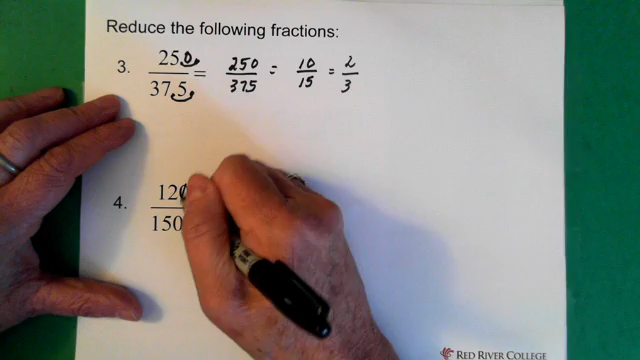 Reduce the following fractions:
3. 25.0/37.5 = 250/375 = 10/15 = 2/3
4. 120/150
RED RIVER COLLEGE